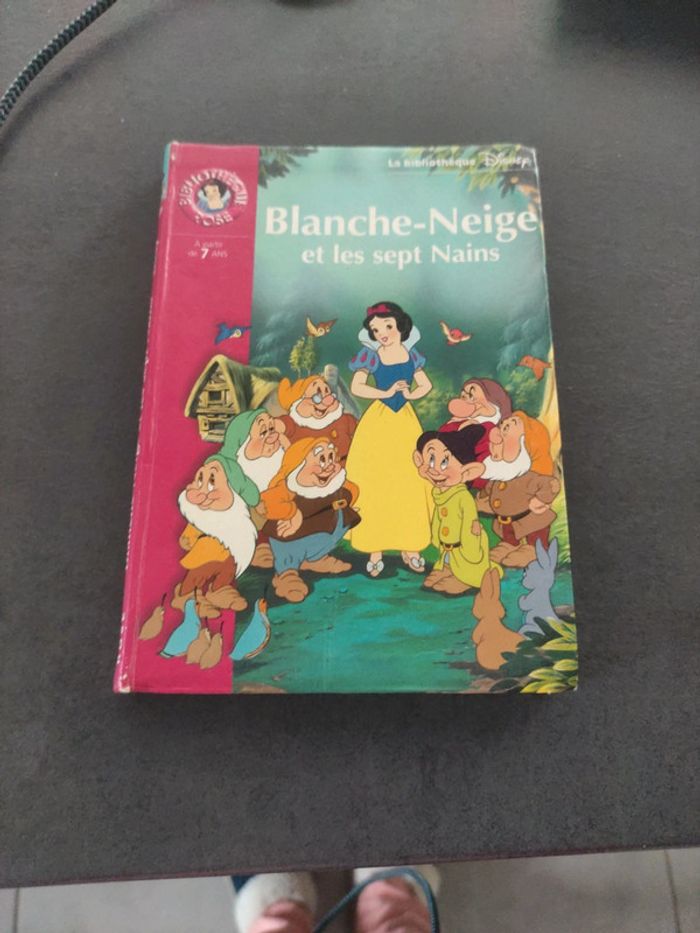 La bibliothèque Disney
BIBLIOTHÈQUE
ROSE
À partir
de 7 ANS
Blanche-Neige
et les sept Nains